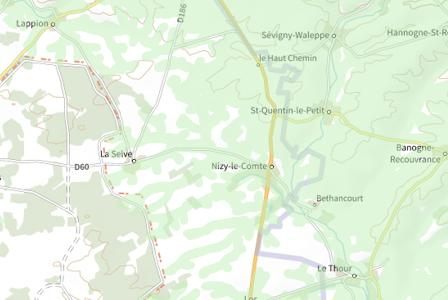 D186
Lappion
Sévigny-Waleppe
Hannogne-St-R
le Haut Chemin
St-Quentin-le-Petit
Banogne-
Recouvrance
La Selve
D60
Nizy-le-Comte
Bethancourt
Le Thour